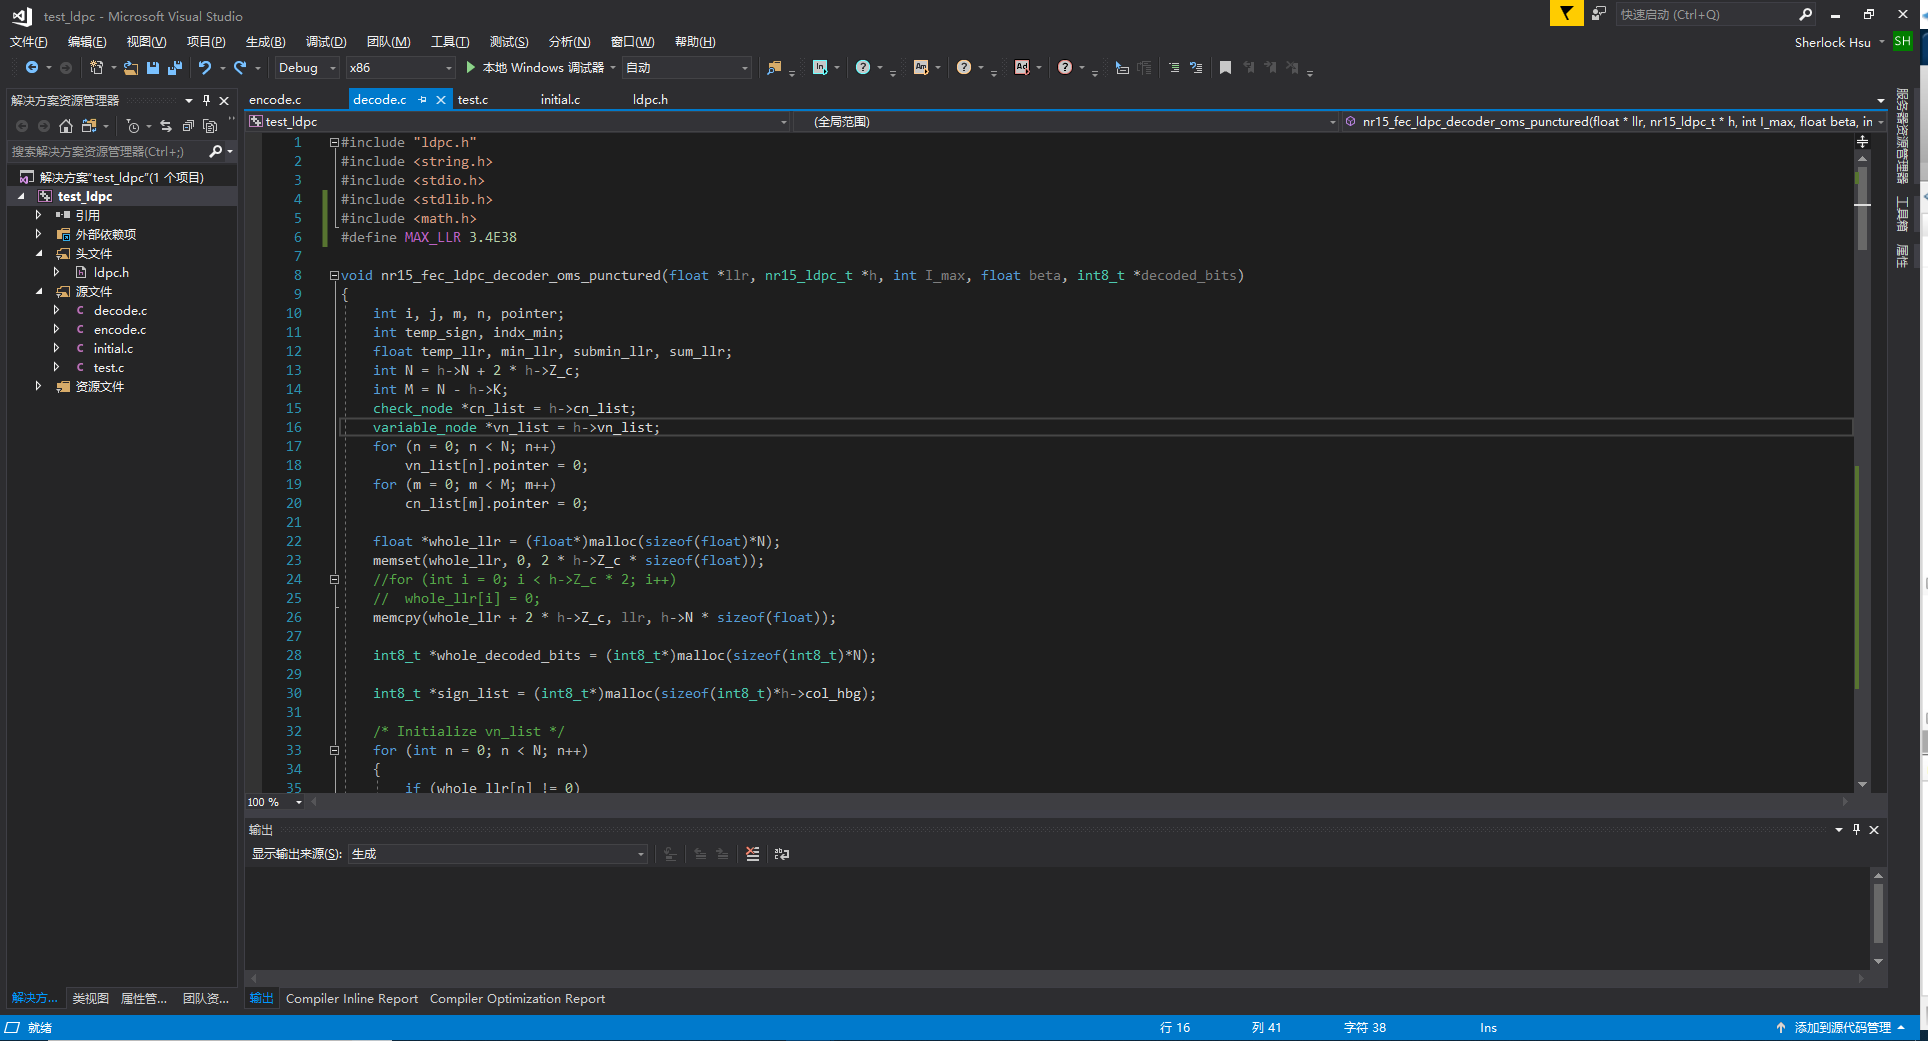 test_ldpc - Microsoft Visual Studio
快速启动 (Ctrl+Q)
文件(F) 编辑(E) 视图(V) 项目(P) 生成(B) 调试(D) 团队(M) 工具(T) 测试(S) 分析(N) 窗口(W) 帮助(H)
Sherlock Hsu SH
Debug x86 本地 Windows 调试器 自动
解决方案资源管理器
搜索解决方案资源管理器(Ctrl+;)
解决方案"test_ldpc"(1 个项目)
test_ldpc
引用
外部依赖项
头文件
ldpc.h
源文件
decode.c
encode.c
initial.c
test.c
资源文件
encode.c decode.c test.c initial.c ldpc.h
test_ldpc (全局范围) nr15_fec_ldpc_decoder_oms_punctured(float * llr, nr15_ldpc_t * h, int I_max, float beta, in
1 #include "ldpc.h"
2 #include <string.h>
3 #include <stdio.h>
4 #include <stdlib.h>
5 #include <math.h>
6 #define MAX_LLR 3.4E38
7
8 void nr15_fec_ldpc_decoder_oms_punctured(float *llr, nr15_ldpc_t *h, int I_max, float beta, int8_t *decoded_bits)
9 {
10 int i, j, m, n, pointer;
11 int temp_sign, indx_min;
12 float temp_llr, min_llr, submin_llr, sum_llr;
13 int N = h->N + 2 * h->Z_c;
14 int M = N - h->K;
15 check_node *cn_list = h->cn_list;
16 variable_node *vn_list = h->vn_list;
17 for (n = 0; n < N; n++)
18 vn_list[n].pointer = 0;
19 for (m = 0; m < M; m++)
20 cn_list[m].pointer = 0;
21
22 float *whole_llr = (float*)malloc(sizeof(float)*N);
23 memset(whole_llr, 0, 2 * h->Z_c * sizeof(float));
24 //for (int i = 0; i < h->Z_c * 2; i++)
25 // whole_llr[i] = 0;
26 memcpy(whole_llr + 2 * h->Z_c, llr, h->N * sizeof(float));
27
28 int8_t *whole_decoded_bits = (int8_t*)malloc(sizeof(int8_t)*N);
29
30 int8_t *sign_list = (int8_t*)malloc(sizeof(int8_t)*h->col_hbg);
31
32 /* Initialize vn_list */
33 for (int n = 0; n < N; n++)
34 {
35 if (whole_llr[n] != 0)
100 %
服务器资源管理器
工具箱
属性
输出
显示输出来源(S): 生成
解决方... 类视图 属性管... 团队资...
输出 Compiler Inline Report Compiler Optimization Report
就绪 行 16 列 41 字符 38 Ins 添加到源代码管理